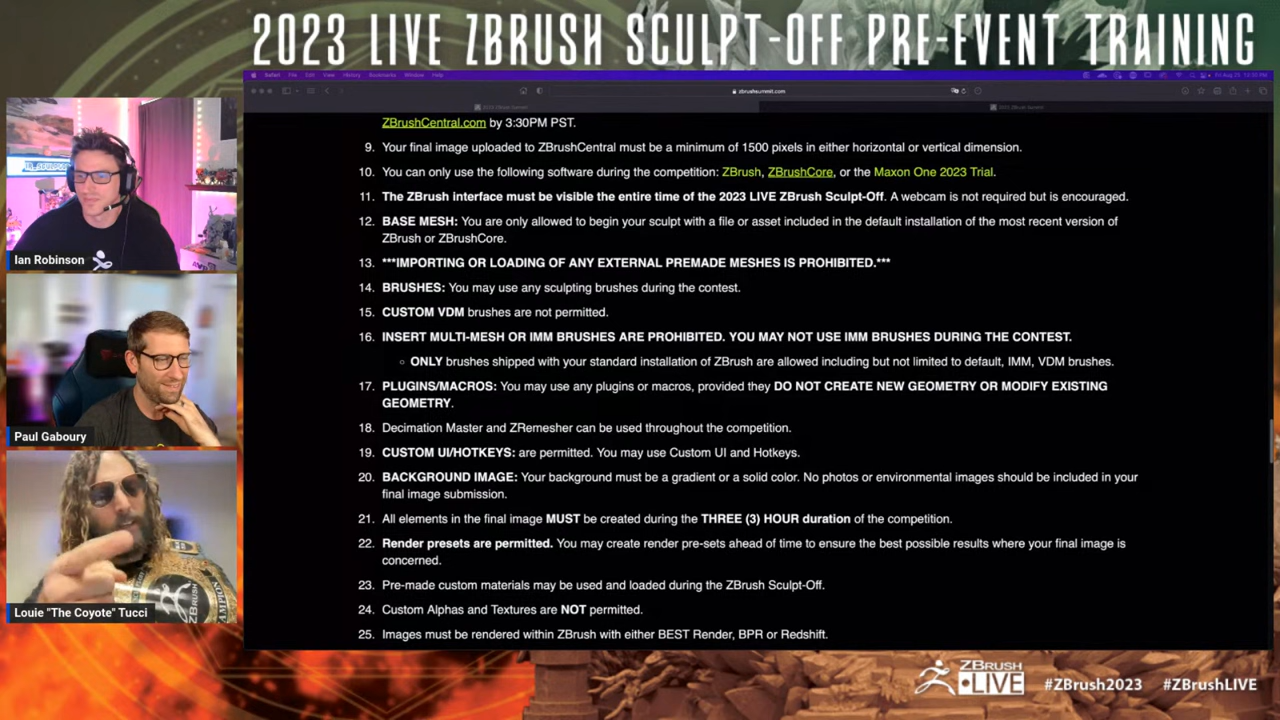 2023 LIVE ZBRUSH SCULPT-OFF PRE-EVENT TRAINING
Safari File Edit View History Bookmarks Window Help
zbrushsummit.com
ZBrushCentral.com by 3:30PM PST.
9. Your final image uploaded to ZBrushCentral must be a minimum of 1500 pixels in either horizontal or vertical dimension.
10. You can only use the following software during the competition: ZBrush, ZBrushCore, or the Maxon One 2023 Trial.
11. The ZBrush interface must be visible the entire time of the 2023 LIVE ZBrush Sculpt-Off. A webcam is not required but is encouraged.
12. BASE MESH: You are only allowed to begin your sculpt with a file or asset included in the default installation of the most recent version of
ZBrush or ZBrushCore.
13. ***IMPORTING OR LOADING OF ANY EXTERNAL PREMADE MESHES IS PROHIBITED.***
14. BRUSHES: You may use any sculpting brushes during the contest.
15. CUSTOM VDM brushes are not permitted.
16. INSERT MULTI-MESH OR IMM BRUSHES ARE PROHIBITED. YOU MAY NOT USE IMM BRUSHES DURING THE CONTEST.
○ ONLY brushes shipped with your standard installation of ZBrush are allowed including but not limited to default, IMM, VDM brushes.
17. PLUGINS/MACROS: You may use any plugins or macros, provided they DO NOT CREATE NEW GEOMETRY OR MODIFY EXISTING
GEOMETRY.
18. Decimation Master and ZRemesher can be used throughout the competition.
19. CUSTOM UI/HOTKEYS: are permitted. You may use Custom UI and Hotkeys.
20. BACKGROUND IMAGE: Your background must be a gradient or a solid color. No photos or environmental images should be included in your
final image submission.
21. All elements in the final image MUST be created during the THREE (3) HOUR duration of the competition.
22. Render presets are permitted. You may create render pre-sets ahead of time to ensure the best possible results where your final image is
concerned.
23. Pre-made custom materials may be used and loaded during the ZBrush Sculpt-Off.
24. Custom Alphas and Textures are NOT permitted.
25. Images must be rendered within ZBrush with either BEST Render, BPR or Redshift.
Ian Robinson
Paul Gaboury
ZBRUSH
Louie "The Coyote" Tucci
ZBRUSH
LIVE
#ZBrush2023 #ZBrushLIVE